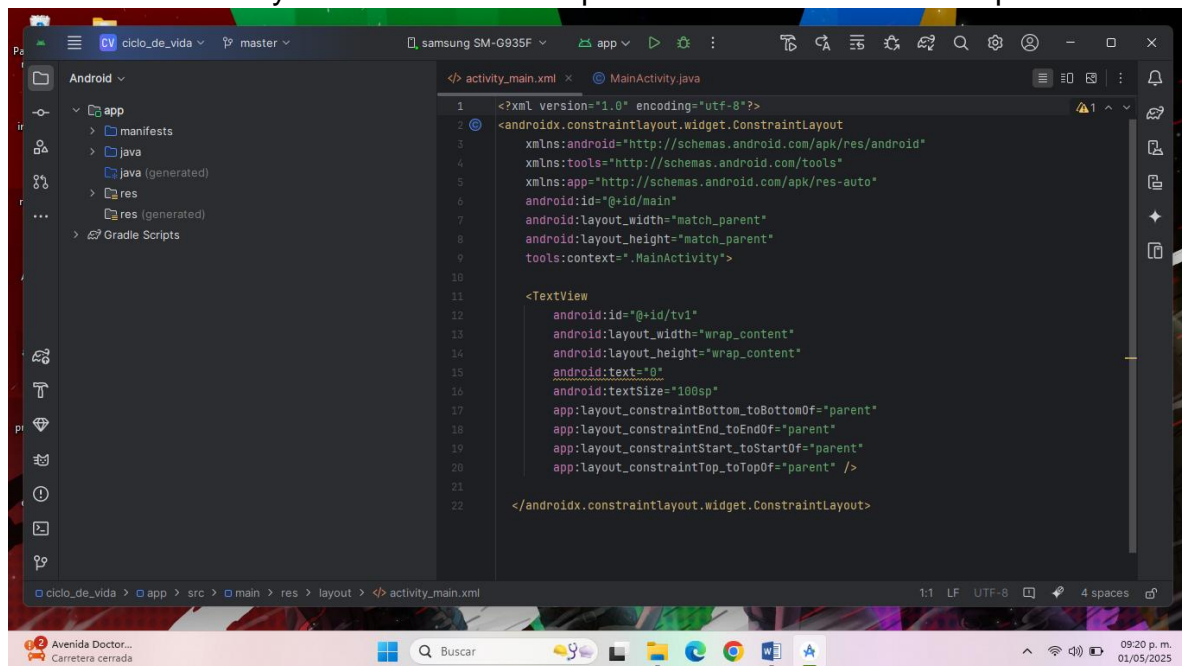 CV ciclo_de_vida master samsung SM-G935F app
Android
activity_main.xml MainActivity.java
app
manifests
java
java (generated)
res
res (generated)
Gradle Scripts
1 <?xml version="1.0" encoding="utf-8"?>
2 <androidx.constraintlayout.widget.ConstraintLayout
3 xmlns:android="http://schemas.android.com/apk/res/android"
4 xmlns:tools="http://schemas.android.com/tools"
5 xmlns:app="http://schemas.android.com/apk/res-auto"
6 android:id="@+id/main"
7 android:layout_width="match_parent"
8 android:layout_height="match_parent"
9 tools:context=".MainActivity">
10
11 <TextView
12 android:id="@+id/tv1"
13 android:layout_width="wrap_content"
14 android:layout_height="wrap_content"
15 android:text="0"
16 android:textSize="100sp"
17 app:layout_constraintBottom_toBottomOf="parent"
18 app:layout_constraintEnd_toEndOf="parent"
19 app:layout_constraintStart_toStartOf="parent"
20 app:layout_constraintTop_toTopOf="parent" />
21
22 </androidx.constraintlayout.widget.ConstraintLayout>
1
ciclo_de_vida > app > src > main > res > layout > activity_main.xml
1:1 LF UTF-8 4 spaces
2 Avenida Doctor...
Carretera cerrada
Buscar
09:20 p. m.
01/05/2025